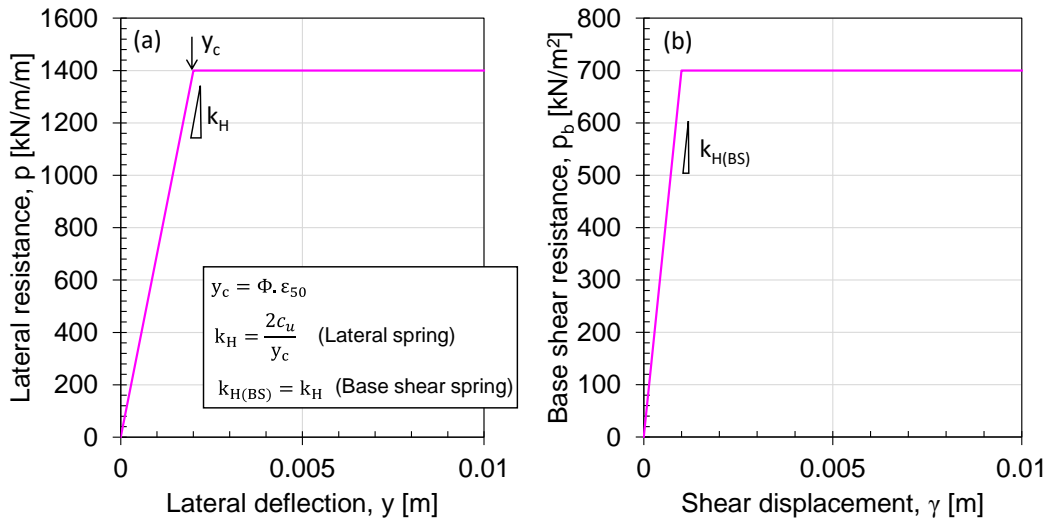 (a)
y_c
k_H
1600
1400
1200
1000
800
600
400
200
0
Lateral resistance, p [kN/m/m]
y_c = Φ. ε_50
k_H = 2c_u / y_c (Lateral spring)
k_H(BS) = k_H (Base shear spring)
0 0.005 0.01
Lateral deflection, y [m]
(b)
k_H(BS)
800
700
600
500
400
300
200
100
0
Base shear resistance, p_b [kN/m²]
0 0.005 0.01
Shear displacement, γ [m]